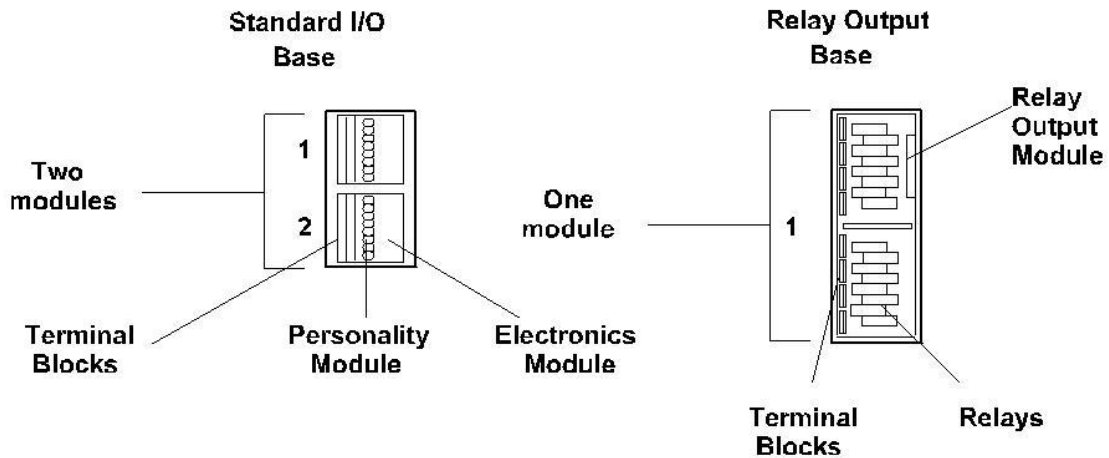 Standard I/O
Base
Two
modules
1
2
Terminal
Blocks
Personality
Module
Electronics
Module
Relay Output
Base
Relay
Output
Module
One
module
1
Terminal
Blocks
Relays